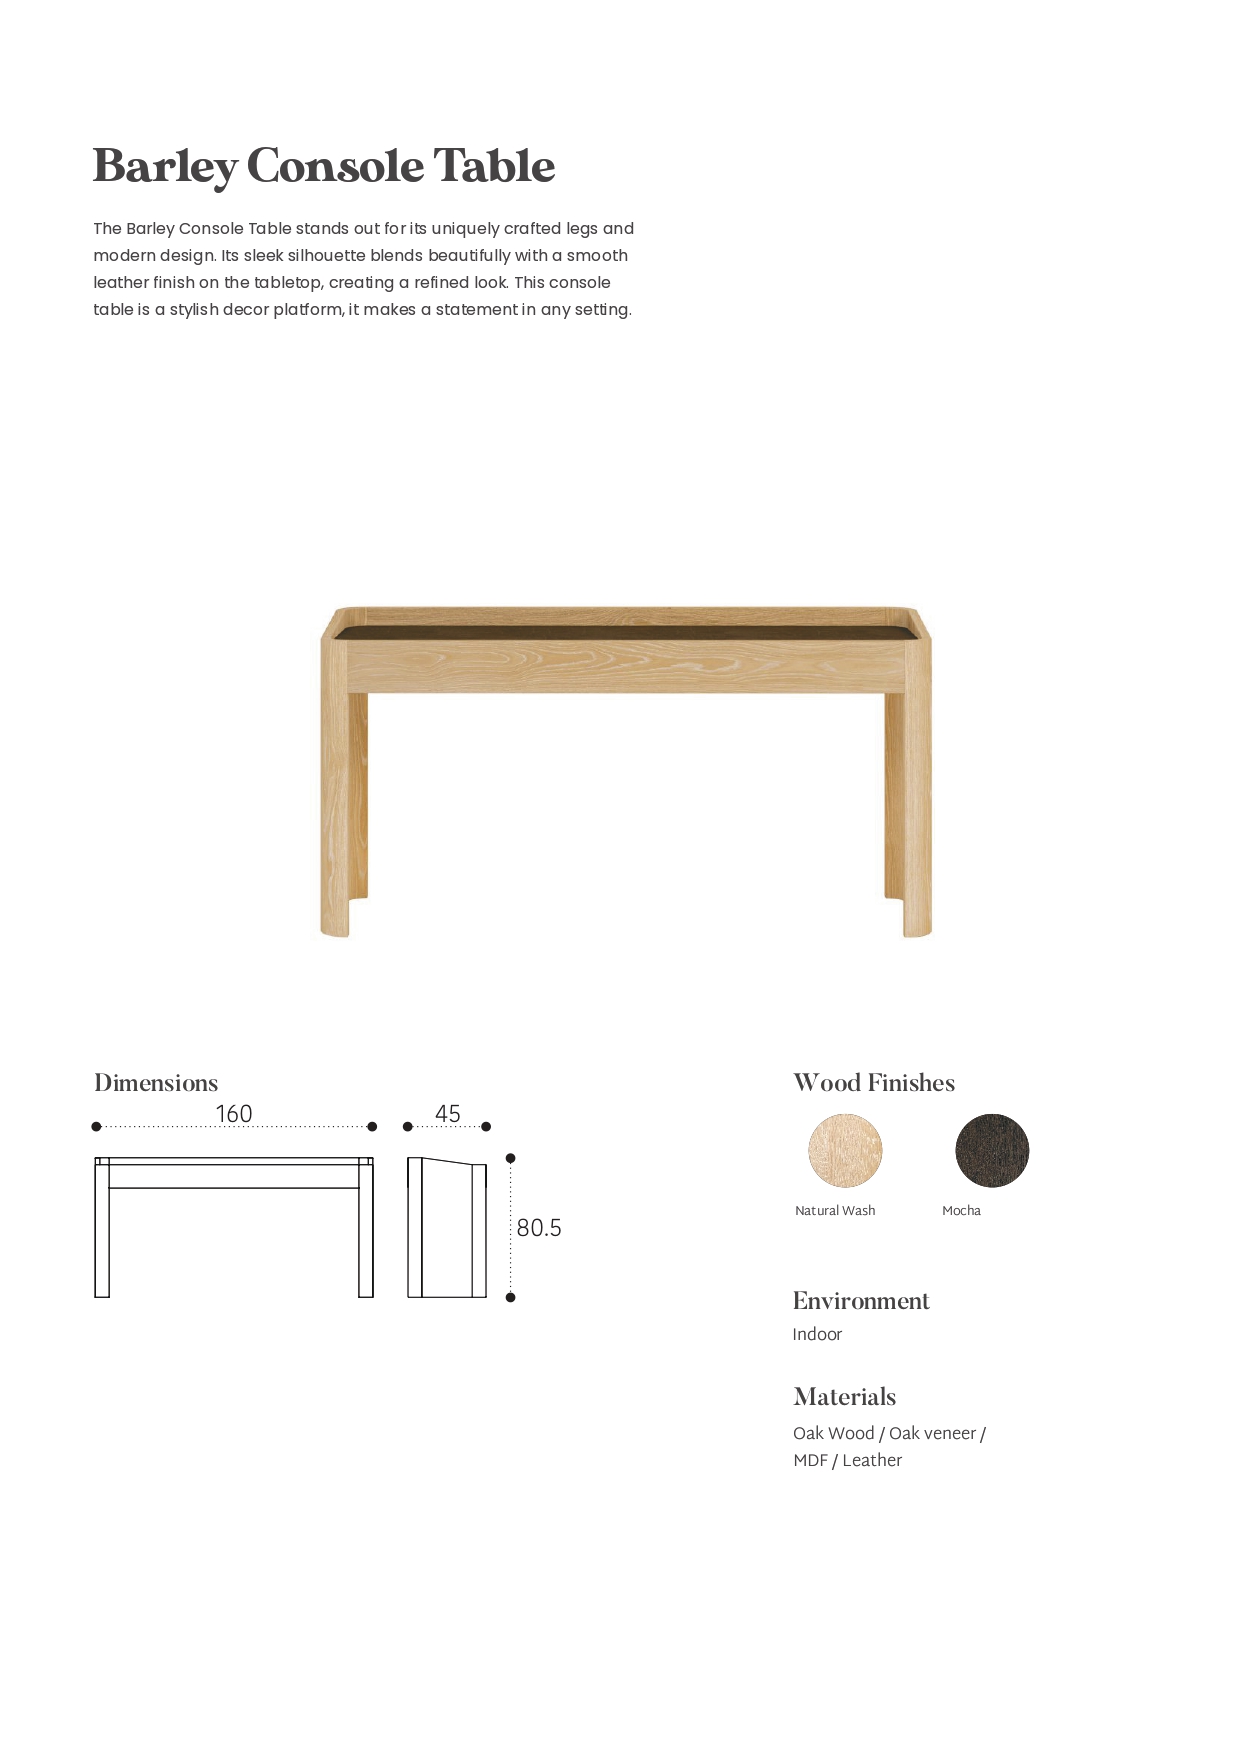 Barley Console Table
The Barley Console Table stands out for its uniquely crafted legs and
modern design. Its sleek silhouette blends beautifully with a smooth
leather finish on the tabletop, creating a refined look. This console
table is a stylish decor platform, it makes a statement in any setting.
Dimensions
160
45
80.5
Wood Finishes
Natural Wash
Mocha
Environment
Indoor
Materials
Oak Wood / Oak veneer /
MDF / Leather